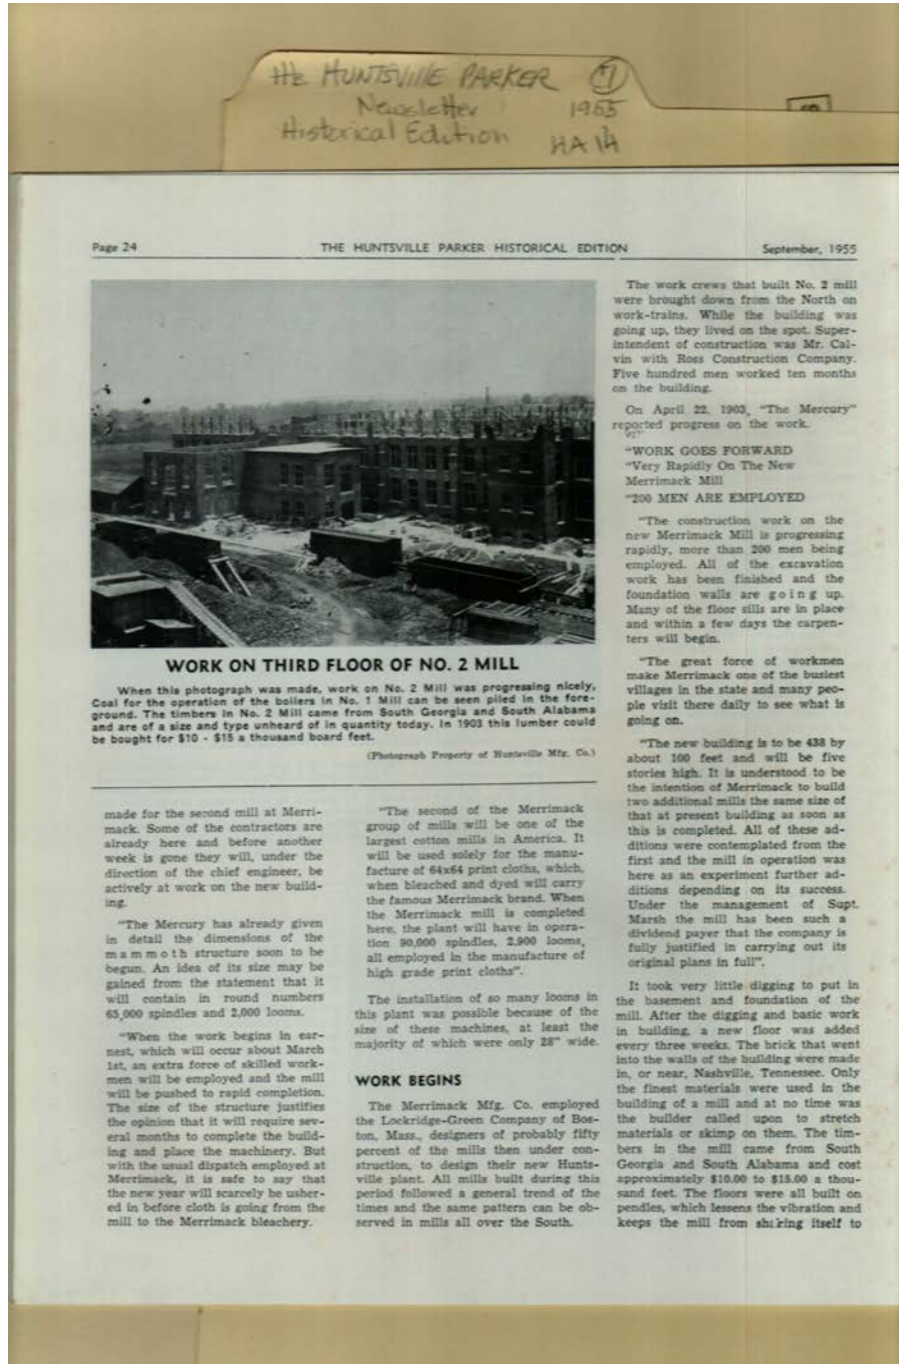 the HUNTSVILLE PARKER 7
Newsletter 1955
Historical Edition HA 14
Page 24 THE HUNTSVILLE PARKER HISTORICAL EDITION September, 1955
WORK ON THIRD FLOOR OF NO. 2 MILL
When this photograph was made, work on No. 2 Mill was progressing nicely,
Coal for the operation of the boilers in No. 1 Mill can be seen piled in the fore-
ground. The timbers in No. 2 Mill came from South Georgia and South Alabama
and are of a size and type unheard of in quantity today. In 1903 this lumber could
be bought for $10 - $15 a thousand board feet.
(Photograph Property of Huntsville Mfg. Co.)
made for the second mill at Merri-
mack. Some of the contractors are
already here and before another
week is gone they will, under the
direction of the chief engineer, be
actively at work on the new build-
ing.
"The Mercury has already given
in detail the dimensions of the
mammoth structure soon to be
begun. An idea of its size may be
gained from the statement that it
will contain in round numbers
65,000 spindles and 2,000 looms.
"When the work begins in ear-
nest, which will occur about March
1st, an extra force of skilled work-
men will be employed and the mill
will be pushed to rapid completion.
The size of the structure justifies
the opinion that it will require sev-
eral months to complete the build-
ing and place the machinery. But
with the usual dispatch employed at
Merrimack, it is safe to say that
the new year will scarcely be usher-
ed in before cloth is going from the
mill to the Merrimack bleachery.
"The second of the Merrimack
group of mills will be one of the
largest cotton mills in America. It
will be used solely for the manu-
facture of 64x64 print cloths, which,
when bleached and dyed will carry
the famous Merrimack brand. When
the Merrimack mill is completed
here, the plant will have in opera-
tion 90,000 spindles, 2,900 looms,
all employed in the manufacture of
high grade print cloths".
The installation of so many looms in
this plant was possible because of the
size of these machines, at least the
majority of which were only 28" wide.
WORK BEGINS
The Merrimack Mfg. Co. employed
the Lockridge-Green Company of Bos-
ton, Mass., designers of probably fifty
percent of the mills then under con-
struction, to design their new Hunts-
ville plant. All mills built during this
period followed a general trend of the
times and the same pattern can be ob-
served in mills all over the South.
The work crews that built No. 2 mill
were brought down from the North on
work-trains. While the building was
going up, they lived on the spot. Super-
intendent of construction was Mr. Cal-
vin with Ross Construction Company.
Five hundred men worked ten months
on the building.
On April 22, 1903, "The Mercury"
reported progress on the work.
"WORK GOES FORWARD
"Very Rapidly On The New
Merrimack Mill
"200 MEN ARE EMPLOYED
"The construction work on the
new Merrimack Mill is progressing
rapidly, more than 200 men being
employed. All of the excavation
work has been finished and the
foundation walls are going up.
Many of the floor sills are in place
and within a few days the carpen-
ters will begin.
"The great force of workmen
make Merrimack one of the busiest
villages in the state and many peo-
ple visit there daily to see what is
going on.
"The new building is to be 438 by
about 100 feet and will be five
stories high. It is understood to be
the intention of Merrimack to build
two additional mills the same size of
that at present building as soon as
this is completed. All of these ad-
ditions were contemplated from the
first and the mill in operation was
here as an experiment further ad-
ditions depending on its success.
Under the management of Supt.
Marsh the mill has been such a
dividend payer that the company is
fully justified in carrying out its
original plans in full".
It took very little digging to put in
the basement and foundation of the
mill. After the digging and basic work
in building, a new floor was added
every three weeks. The brick that went
into the walls of the building were made
in, or near, Nashville, Tennessee. Only
the finest materials were used in the
building of a mill and at no time was
the builder called upon to stretch
materials or skimp on them. The tim-
bers in the mill came from South
Georgia and South Alabama and cost
approximately $10.00 to $15.00 a thou-
sand feet. The floors were all built on
pendles, which lessens the vibration and
keeps the mill from shaking itself to